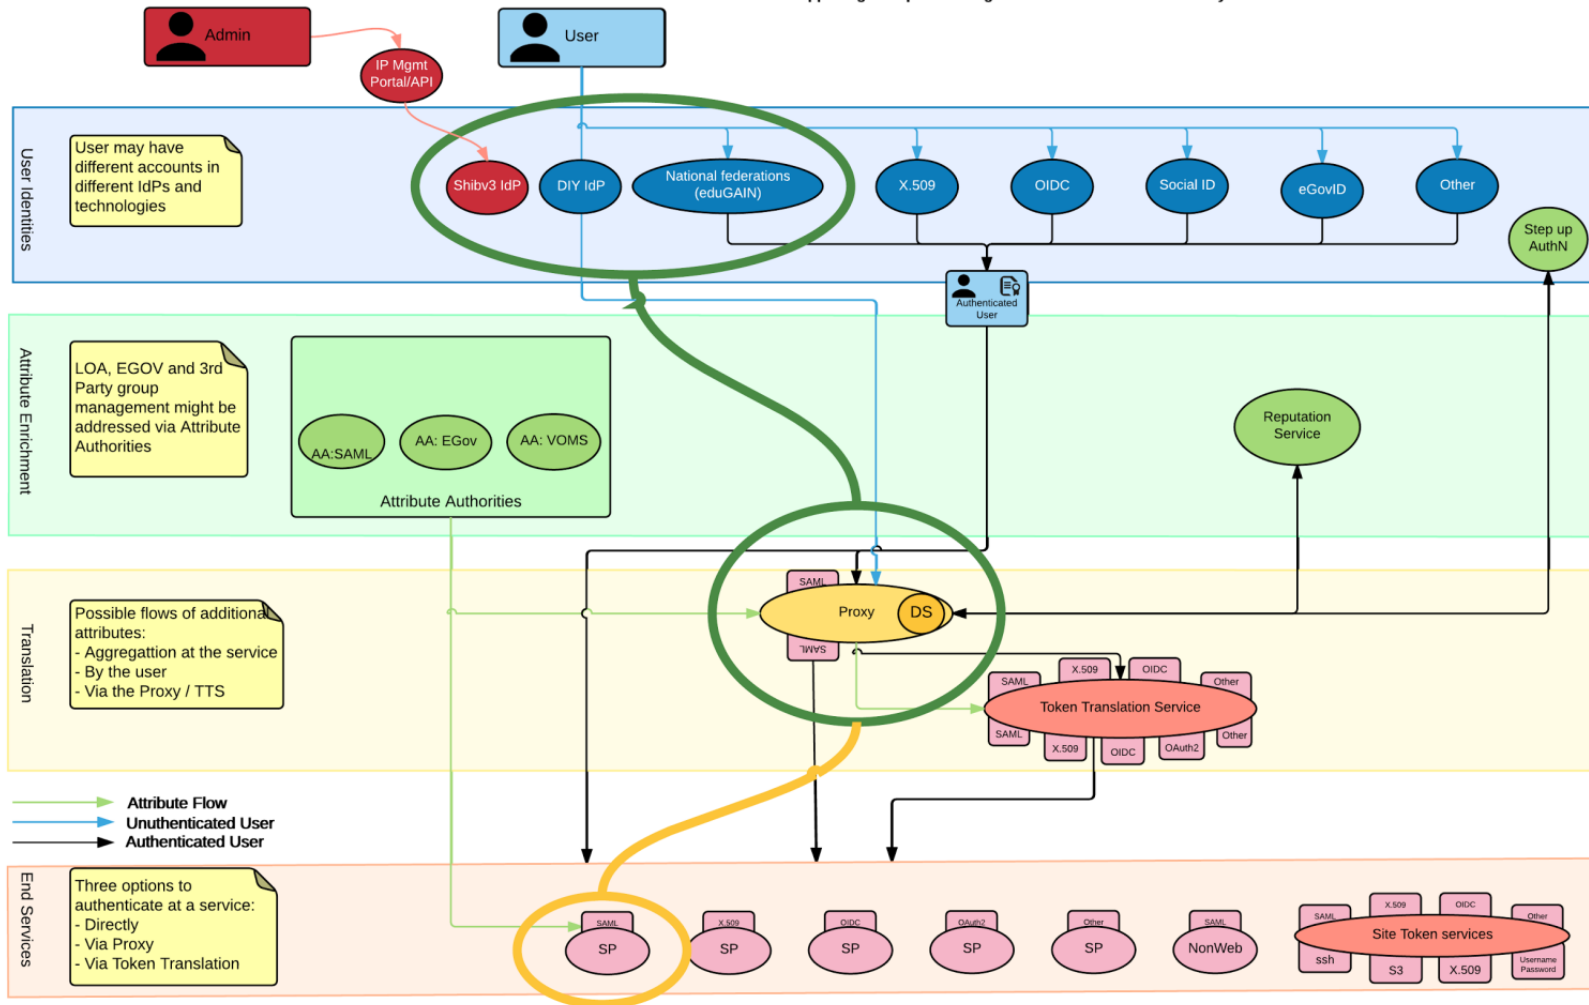 Admin
User
IP Mgmt
Portal/API
User Identities
User may have
different accounts in
different IdPs and
technologies
Shibv3 IdP
DIY IdP
National federations
(eduGAIN)
X.509
OIDC
Social ID
eGovID
Other
Step up
AuthN
Authenticated
User
Attribute Enrichment
LOA, EGOV and 3rd
Party group
management might be
addressed via Attribute
Authorities
AA:SAML
AA: EGov
AA: VOMS
Attribute Authorities
Reputation
Service
Translation
Possible flows of additional
attributes:
- Aggregattion at the service
- By the user
- Via the Proxy / TTS
SAML
Proxy
DS
SAML
SAML
X.509
OIDC
Other
Token Translation Service
SAML
X.509
OIDC
OAuth2
Other
Attribute Flow
Unuthenticated User
Authenticated User
End Services
Three options to
authenticate at a service:
- Directly
- Via Proxy
- Via Token Translation
SAML
SP
X.509
SP
OIDC
SP
OAuth2
SP
Other
SP
SAML
NonWeb
SAML
X.509
OIDC
Other
Site Token services
ssh
S3
X.509
Username
Password